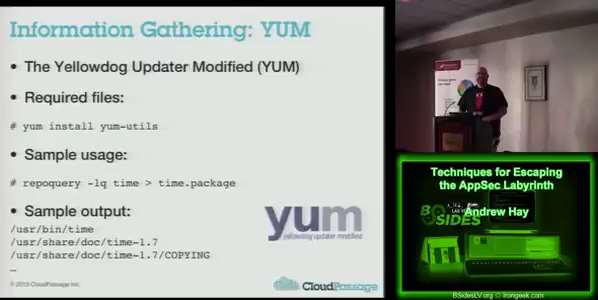 Information Gathering: YUM
• The Yellowdog Updater Modified (YUM)
• Required files:
# yum install yum-utils
• Sample usage:
# repoquery -lq time > time.package
• Sample output:
/usr/bin/time
/usr/share/doc/time-1.7
/usr/share/doc/time-1.7/COPYING
…
yum
yellowdog updater modified
© 2013 CloudPassage Inc.
CloudPassage
Techniques for Escaping
the AppSec Labyrinth
Andrew Hay
BSIDES
BSidesLV.org
Irongeek.com